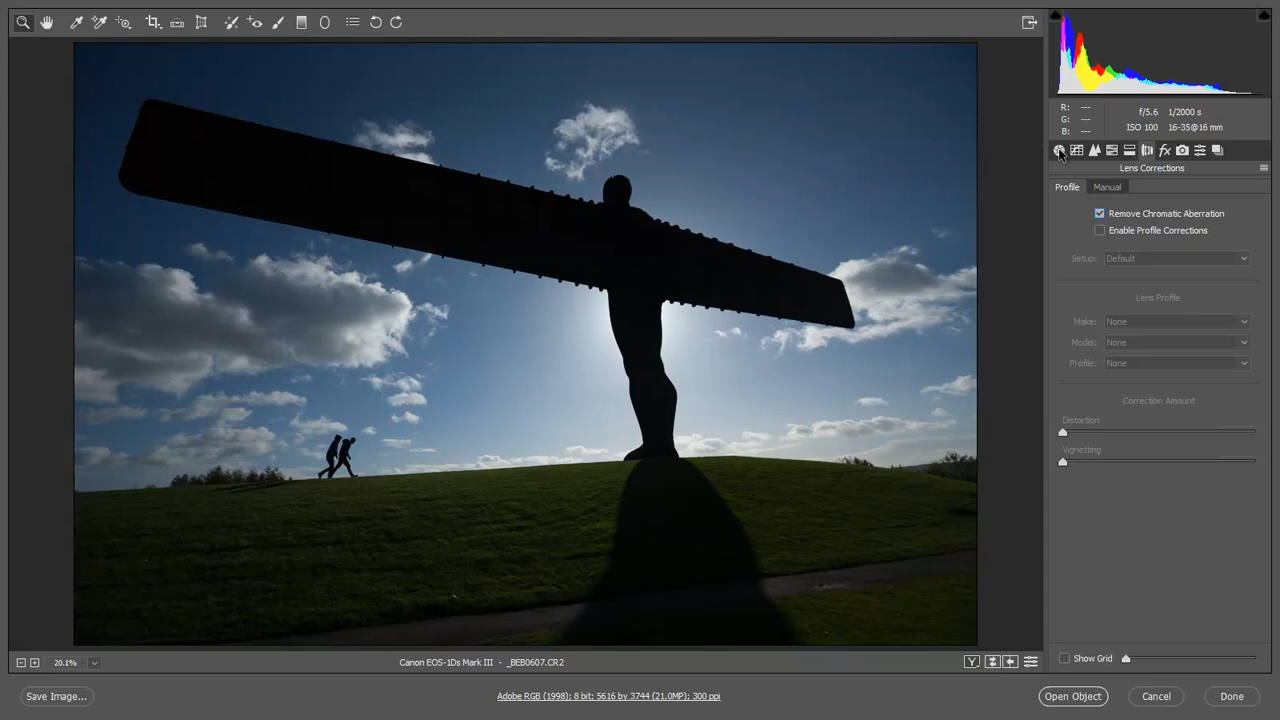 R: ---
G: ---
B: ---
f/5.6 1/2000 s
ISO 100 16-35@16 mm
fx
Lens Corrections
Profile Manual
Remove Chromatic Aberration
Enable Profile Corrections
Setup: Default
Lens Profile
Make: None
Model: None
Profile: None
Correction Amount
Distortion
Vignetting
20.1% Canon EOS-1Ds Mark III - _BEB0607.CR2 Y
Show Grid
Save Image... Adobe RGB (1998); 8 bit; 5616 by 3744 (21.0MP); 300 ppi Open Object Cancel Done